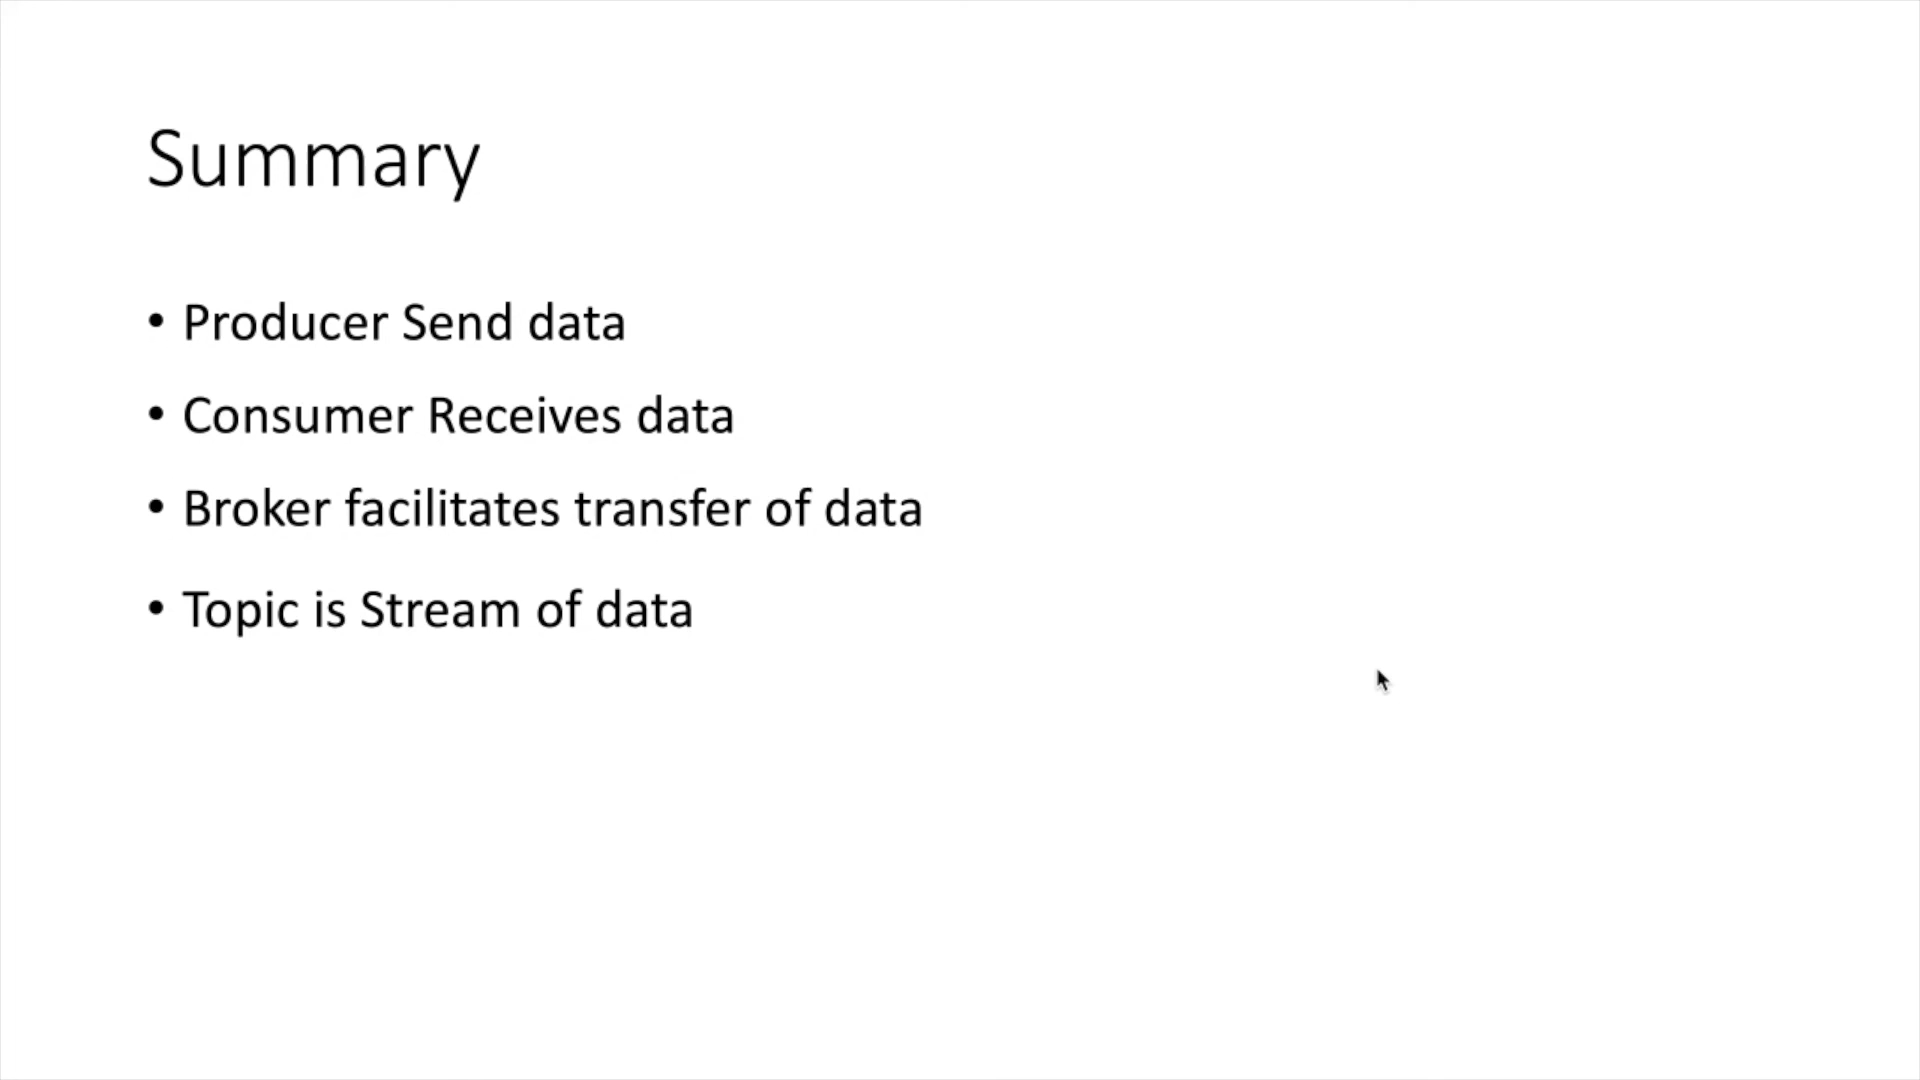 Summary
• Producer Send data
• Consumer Receives data
• Broker facilitates transfer of data
• Topic is Stream of data